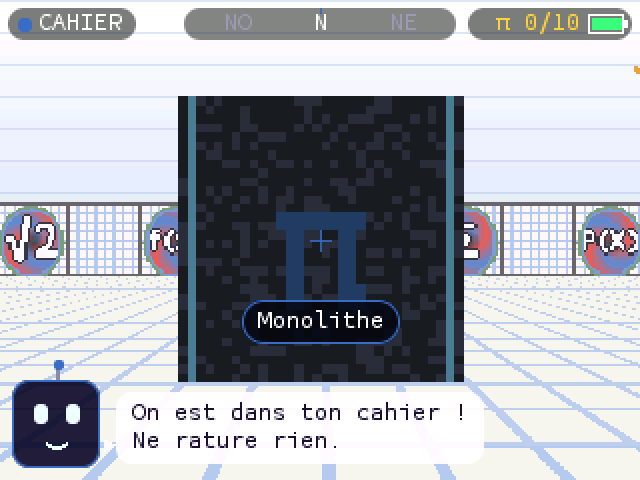 CAHIER
NO N NE
π 0/10
√2
P(X)
Π
Monolithe
On est dans ton cahier !
Ne rature rien.